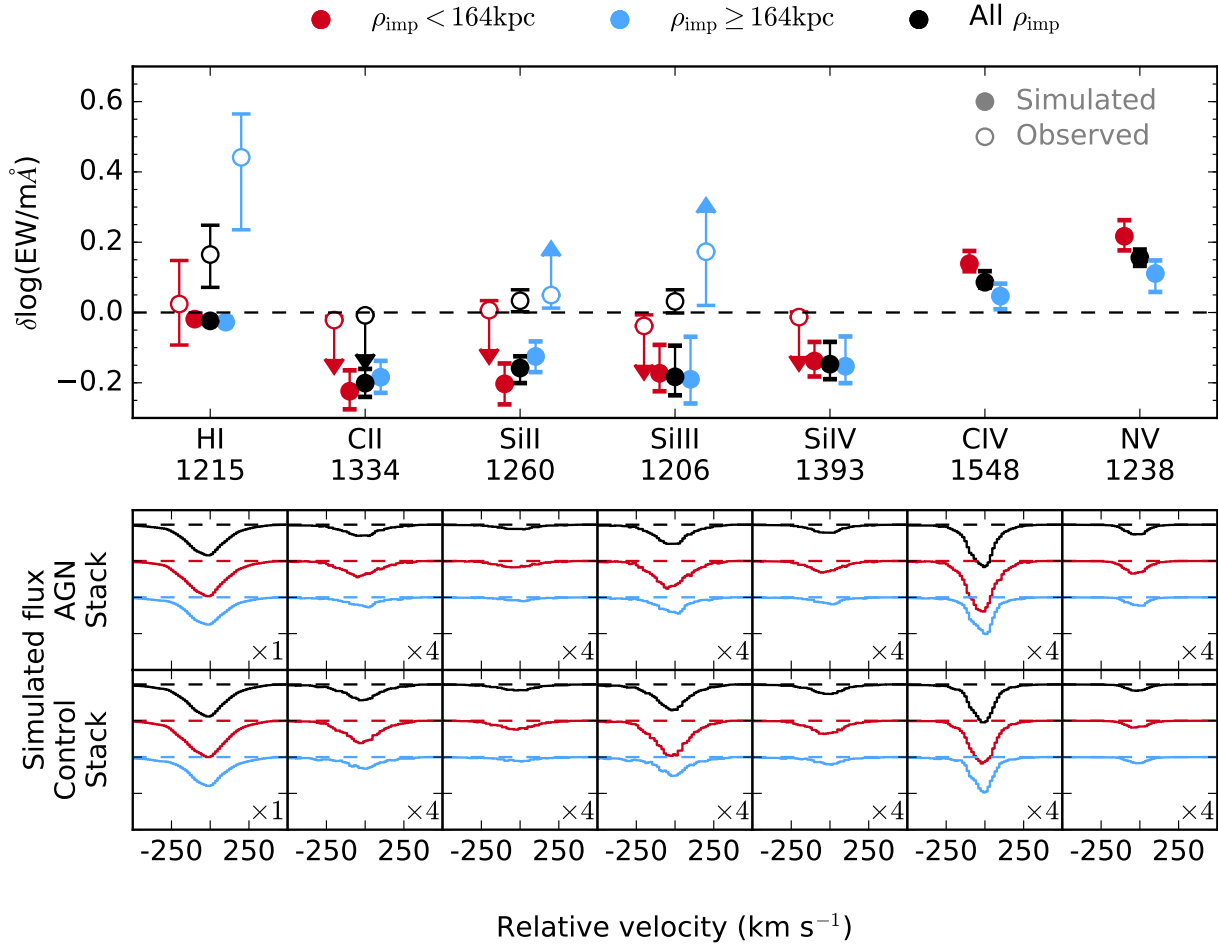 ρimp < 164kpc ρimp ≥ 164kpc All ρimp
δlog(EW/mÅ)
0.6
0.4
0.2
0.0
−0.2
Simulated
Observed
HI CII SiII SiIII SiIV CIV NV
1215 1334 1260 1206 1393 1548 1238
Simulated flux
AGN
Stack
×1 ×4 ×4 ×4 ×4 ×4 ×4
Control
Stack
×1 ×4 ×4 ×4 ×4 ×4 ×4
-250 250 -250 250 -250 250 -250 250 -250 250 -250 250 -250 250
Relative velocity (km s⁻¹)